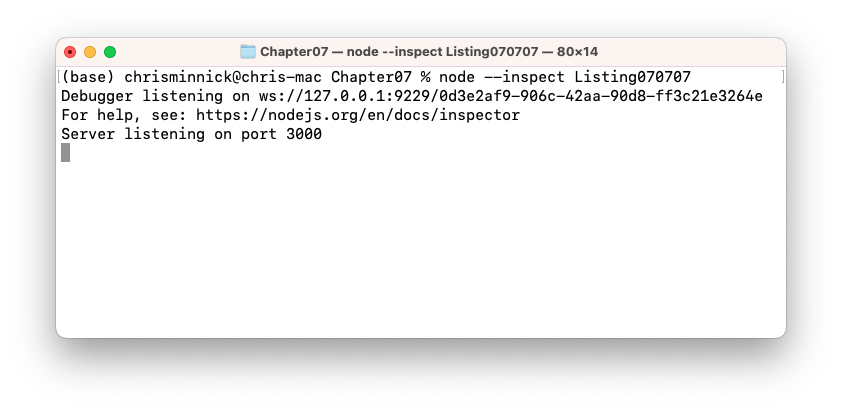 Chapter07 — node --inspect Listing070707 — 80×14
[(base) chrisminnick@chris-mac Chapter07 % node --inspect Listing070707 ]
Debugger listening on ws://127.0.0.1:9229/0d3e2af9-906c-42aa-90d8-ff3c21e3264e
For help, see: https://nodejs.org/en/docs/inspector
Server listening on port 3000